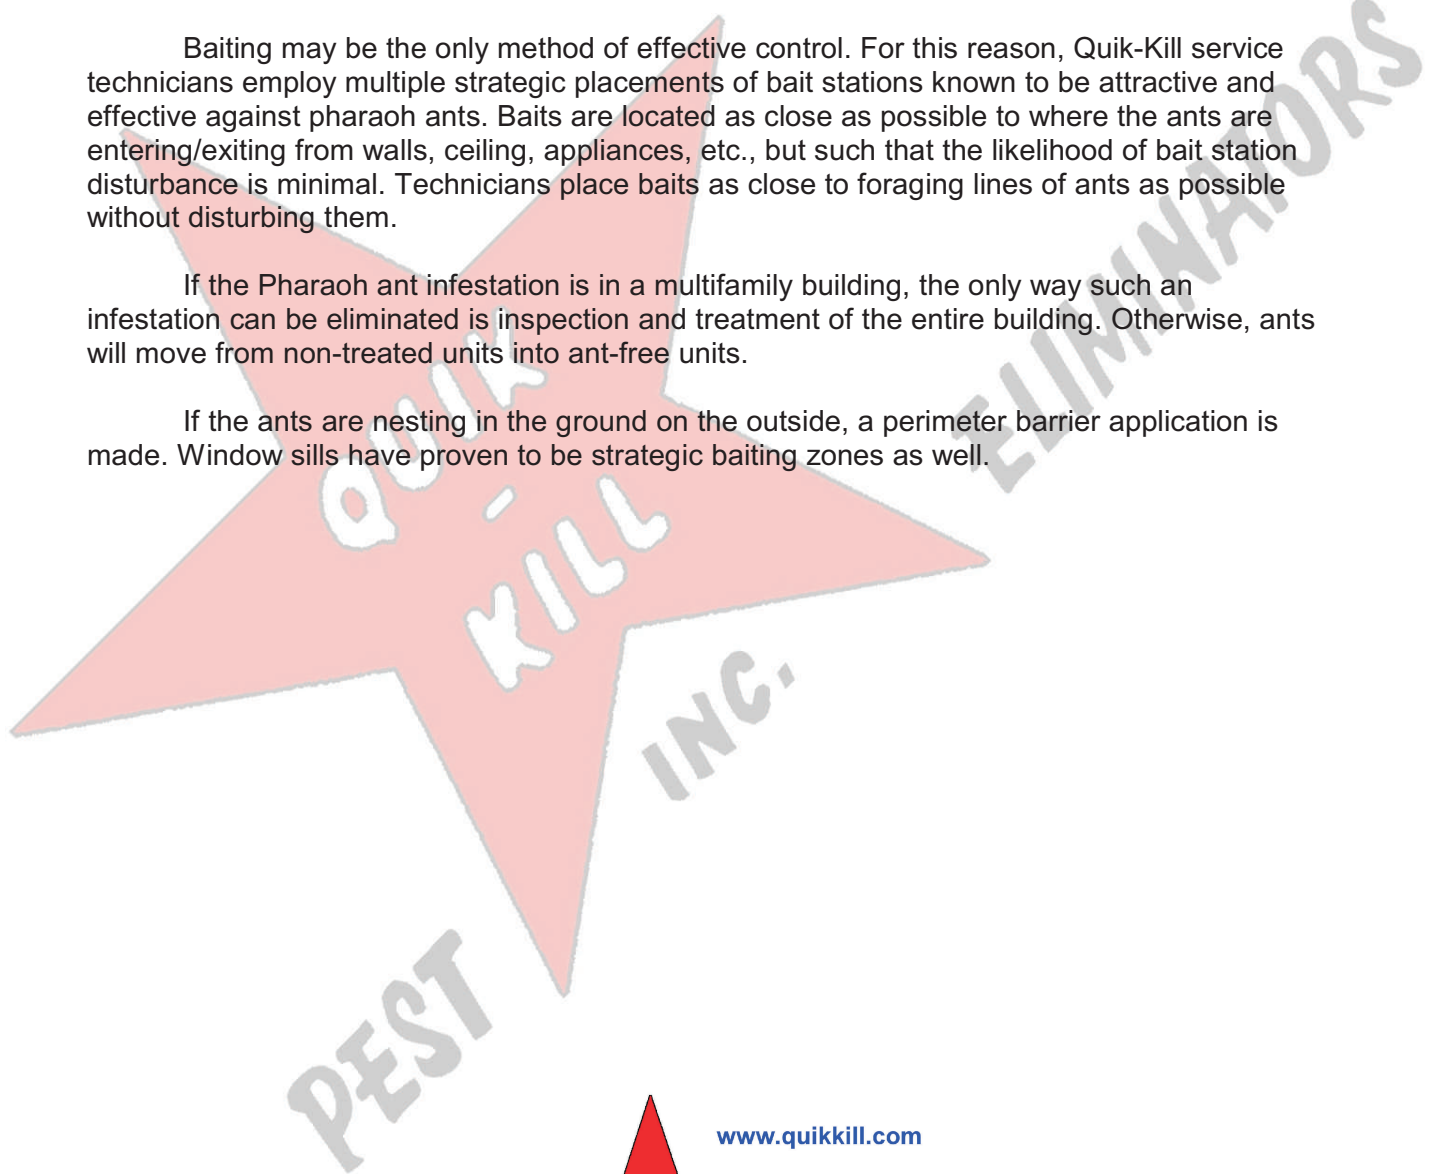 Baiting may be the only method of effective control. For this reason, Quik-Kill service
technicians employ multiple strategic placements of bait stations known to be attractive and
effective against pharaoh ants. Baits are located as close as possible to where the ants are
entering/exiting from walls, ceiling, appliances, etc., but such that the likelihood of bait station
disturbance is minimal. Technicians place baits as close to foraging lines of ants as possible
without disturbing them.
If the Pharaoh ant infestation is in a multifamily building, the only way such an
infestation can be eliminated is inspection and treatment of the entire building. Otherwise, ants
will move from non-treated units into ant-free units.
If the ants are nesting in the ground on the outside, a perimeter barrier application is
made. Window sills have proven to be strategic baiting zones as well.
QUIK
-
KILL
PEST
ELIMINATORS
INC.
www.quikkill.com